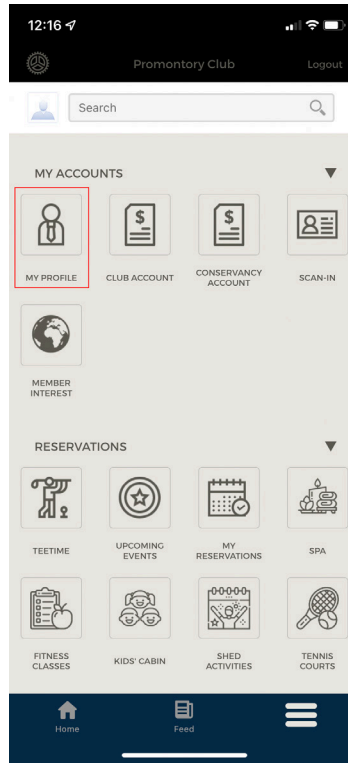 12:16
Promontory Club
Logout
Search
MY ACCOUNTS
MY PROFILE
CLUB ACCOUNT
CONSERVANCY
ACCOUNT
SCAN-IN
MEMBER
INTEREST
RESERVATIONS
TEETIME
UPCOMING
EVENTS
MY
RESERVATIONS
SPA
FITNESS
CLASSES
KIDS' CABIN
SHED
ACTIVITIES
TENNIS
COURTS
Home
Feed